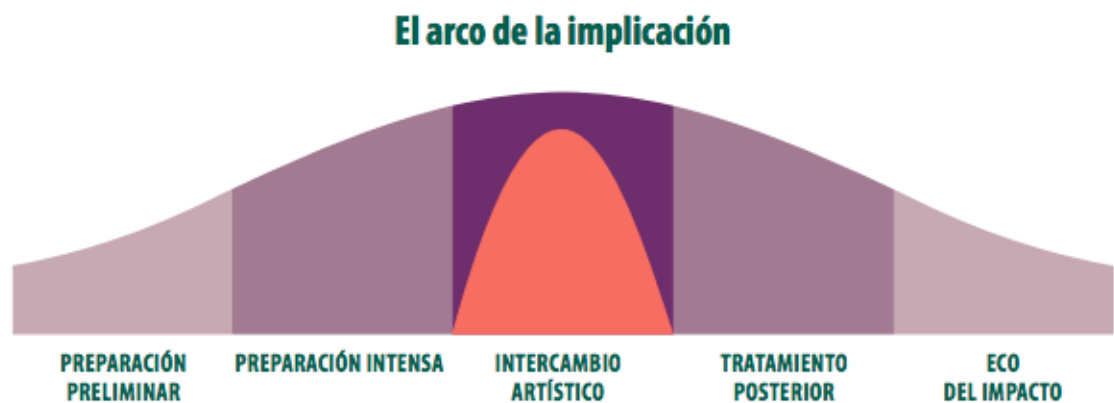 El arco de la implicación
PREPARACIÓN
PRELIMINAR
PREPARACIÓN INTENSA
INTERCAMBIO
ARTÍSTICO
TRATAMIENTO
POSTERIOR
ECO
DEL IMPACTO